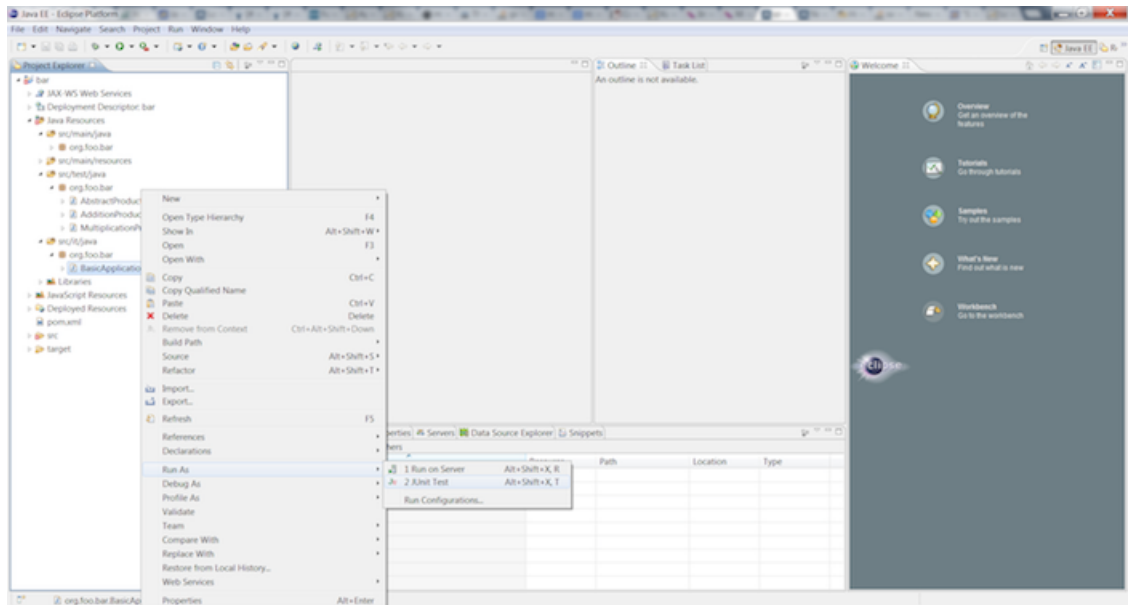 Java EE - Eclipse Platform
File Edit Navigate Search Project Run Window Help
Java EE
Project Explorer
bar
JAX-WS Web Services
Deployment Descriptor: bar
Java Resources
src/main/java
org.foo.bar
src/main/resources
src/test/java
org.foo.bar
AbstractProduc
AdditionProduc
MultiplicationP
src/it/java
org.foo.bar
BasicApplicatio
Libraries
JavaScript Resources
Deployed Resources
pom.xml
src
target
New
Open Type Hierarchy F4
Show In Alt+Shift+W
Open F3
Open With
Copy Ctrl+C
Copy Qualified Name
Paste Ctrl+V
Delete Delete
Remove from Context Ctrl+Alt+Shift+Down
Build Path
Source Alt+Shift+S
Refactor Alt+Shift+T
Import...
Export...
Refresh F5
References
Declarations
Run As
Debug As
Profile As
Validate
Team
Compare With
Replace With
Restore from Local History...
Web Services
Properties Alt+Enter
1 Run on Server Alt+Shift+X, R
2 JUnit Test Alt+Shift+X, T
Run Configurations...
Outline Task List
An outline is not available.
perties Servers Data Source Explorer Snippets
hers
Path Location Type
Welcome
Overview
Get an overview of the
features
Tutorials
Go through tutorials
Samples
Try out the samples
What's New
Find out what is new
Workbench
Go to the workbench
eclipse
org.foo.bar.BasicAp